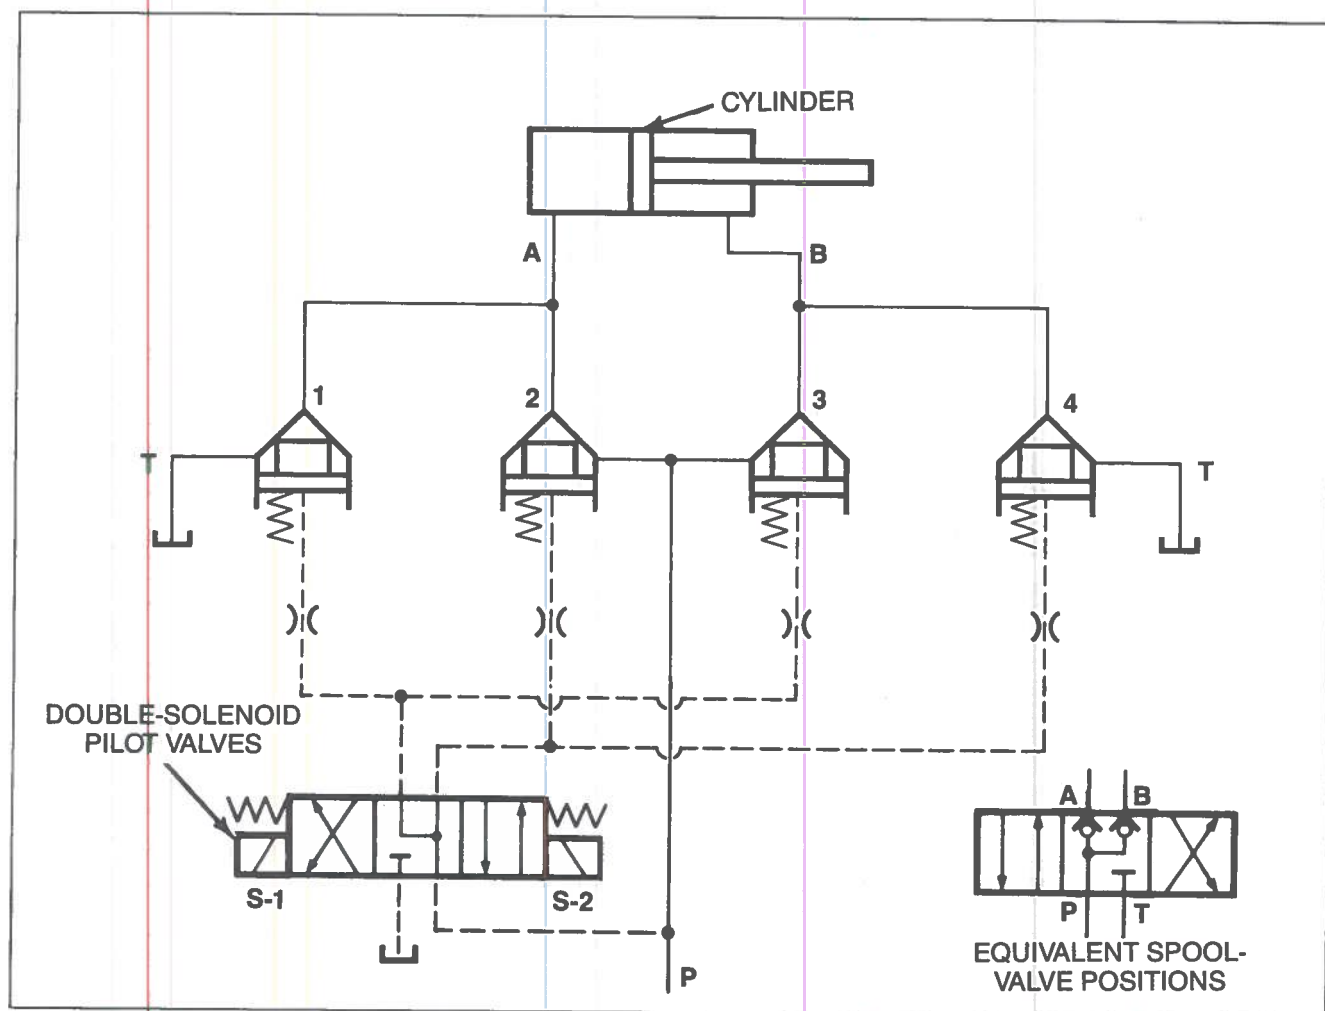 CYLINDER
A
B
1
2
3
4
T
T
DOUBLE-SOLENOID
PILOT VALVES
S-1
S-2
P
A
B
P
T
EQUIVALENT SPOOL-
VALVE POSITIONS